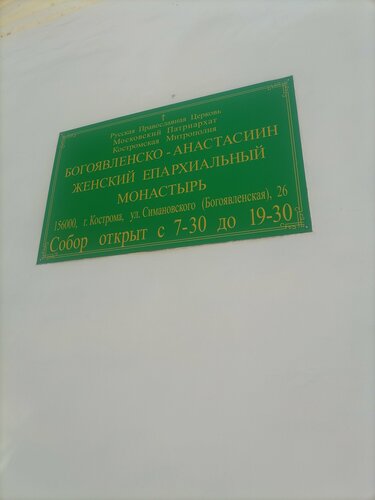 Русская Православная Церковь
Московский Патриархат
Костромская Митрополия
БОГОЯВЛЕНСКО - АНАСТАСИИН
ЖЕНСКИЙ ЕПАРХИАЛЬНЫЙ
МОНАСТЫРЬ
156000, г. Кострома, ул. Симановского (Богоявленская), 26
Собор открыт с 7-30 до 19-30